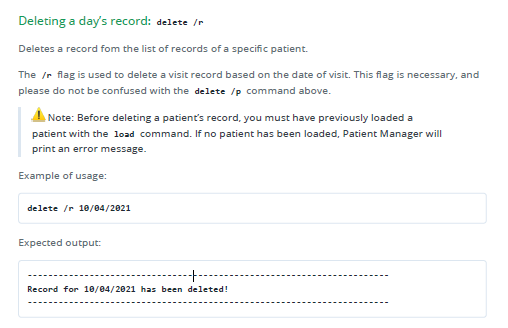 Deleting a day's record: delete /r
Deletes a record fom the list of records of a specific patient.
The /r flag is used to delete a visit record based on the date of visit. This flag is necessary, and
please do not be confused with the delete /p command above.
Note: Before deleting a patient's record, you must have previously loaded a
patient with the load command. If no patient has been loaded, Patient Manager will
print an error message.
Example of usage:
delete /r 10/04/2021
Expected output:
----------------------------------------------------------------------
Record for 10/04/2021 has been deleted!
----------------------------------------------------------------------